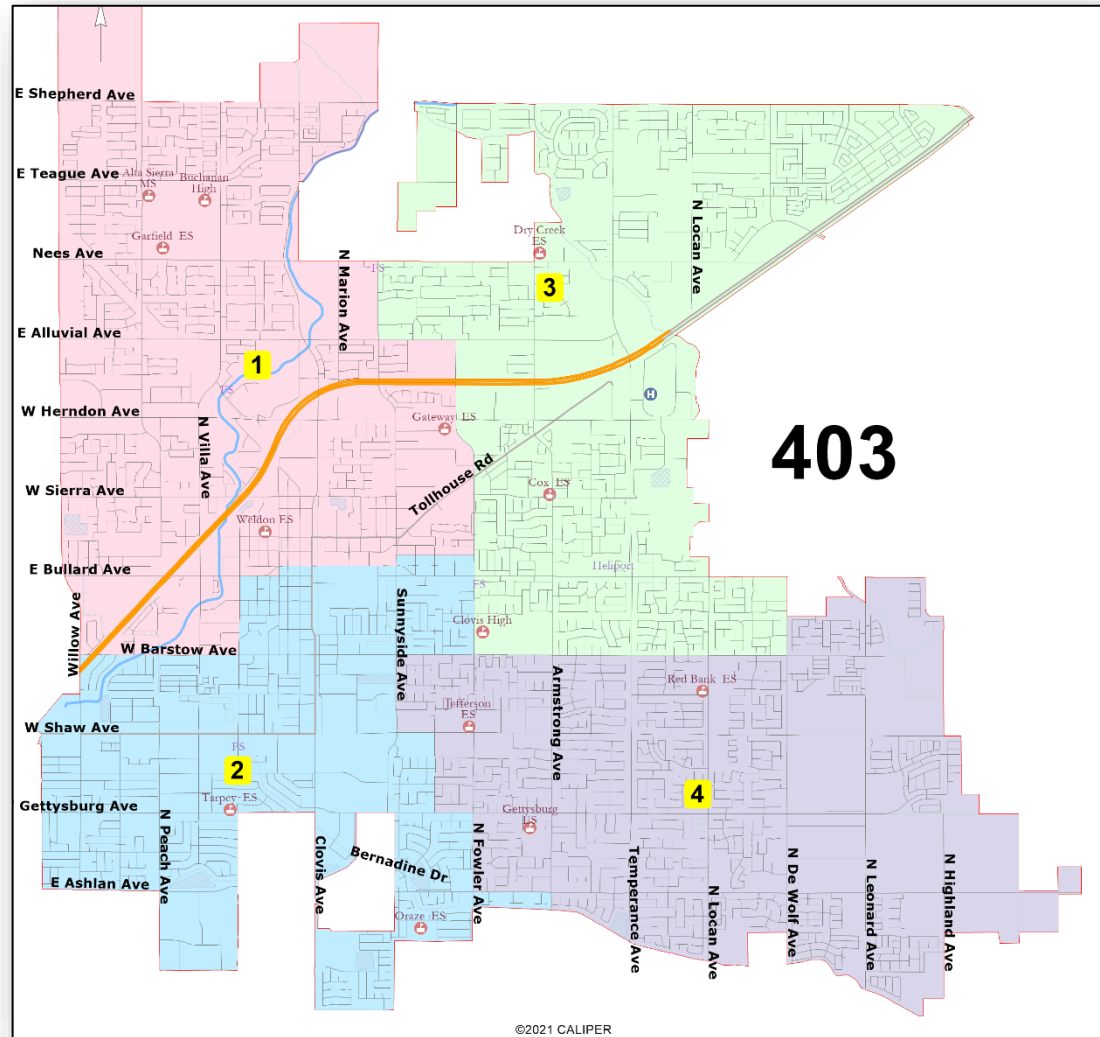 E Shepherd Ave
E Teague Ave
Alta Sierra
MS
Buchanan
High
Garfield ES
Nees Ave
N Marion Ave
FS
Dry Creek
ES
N Locan Ave
3
E Alluvial Ave
1
FS
H
W Herndon Ave
N Villa Ave
Gateway ES
403
Tollhouse Rd
W Sierra Ave
Cox ES
Weldon ES
E Bullard Ave
Heliport
FS
Willow Ave
Sunnyside Ave
Clovis High
W Barstow Ave
Armstrong Ave
Red Bank ES
Jefferson
ES
W Shaw Ave
FS
2
4
Gettysburg Ave
Tarpey ES
Gettysburg
ES
N Peach Ave
Clovis Ave
Bernadine Dr
N Fowler Ave
Temperance Ave
N Locan Ave
N De Wolf Ave
N Leonard Ave
N Highland Ave
E Ashlan Ave
Oraze ES
©2021 CALIPER